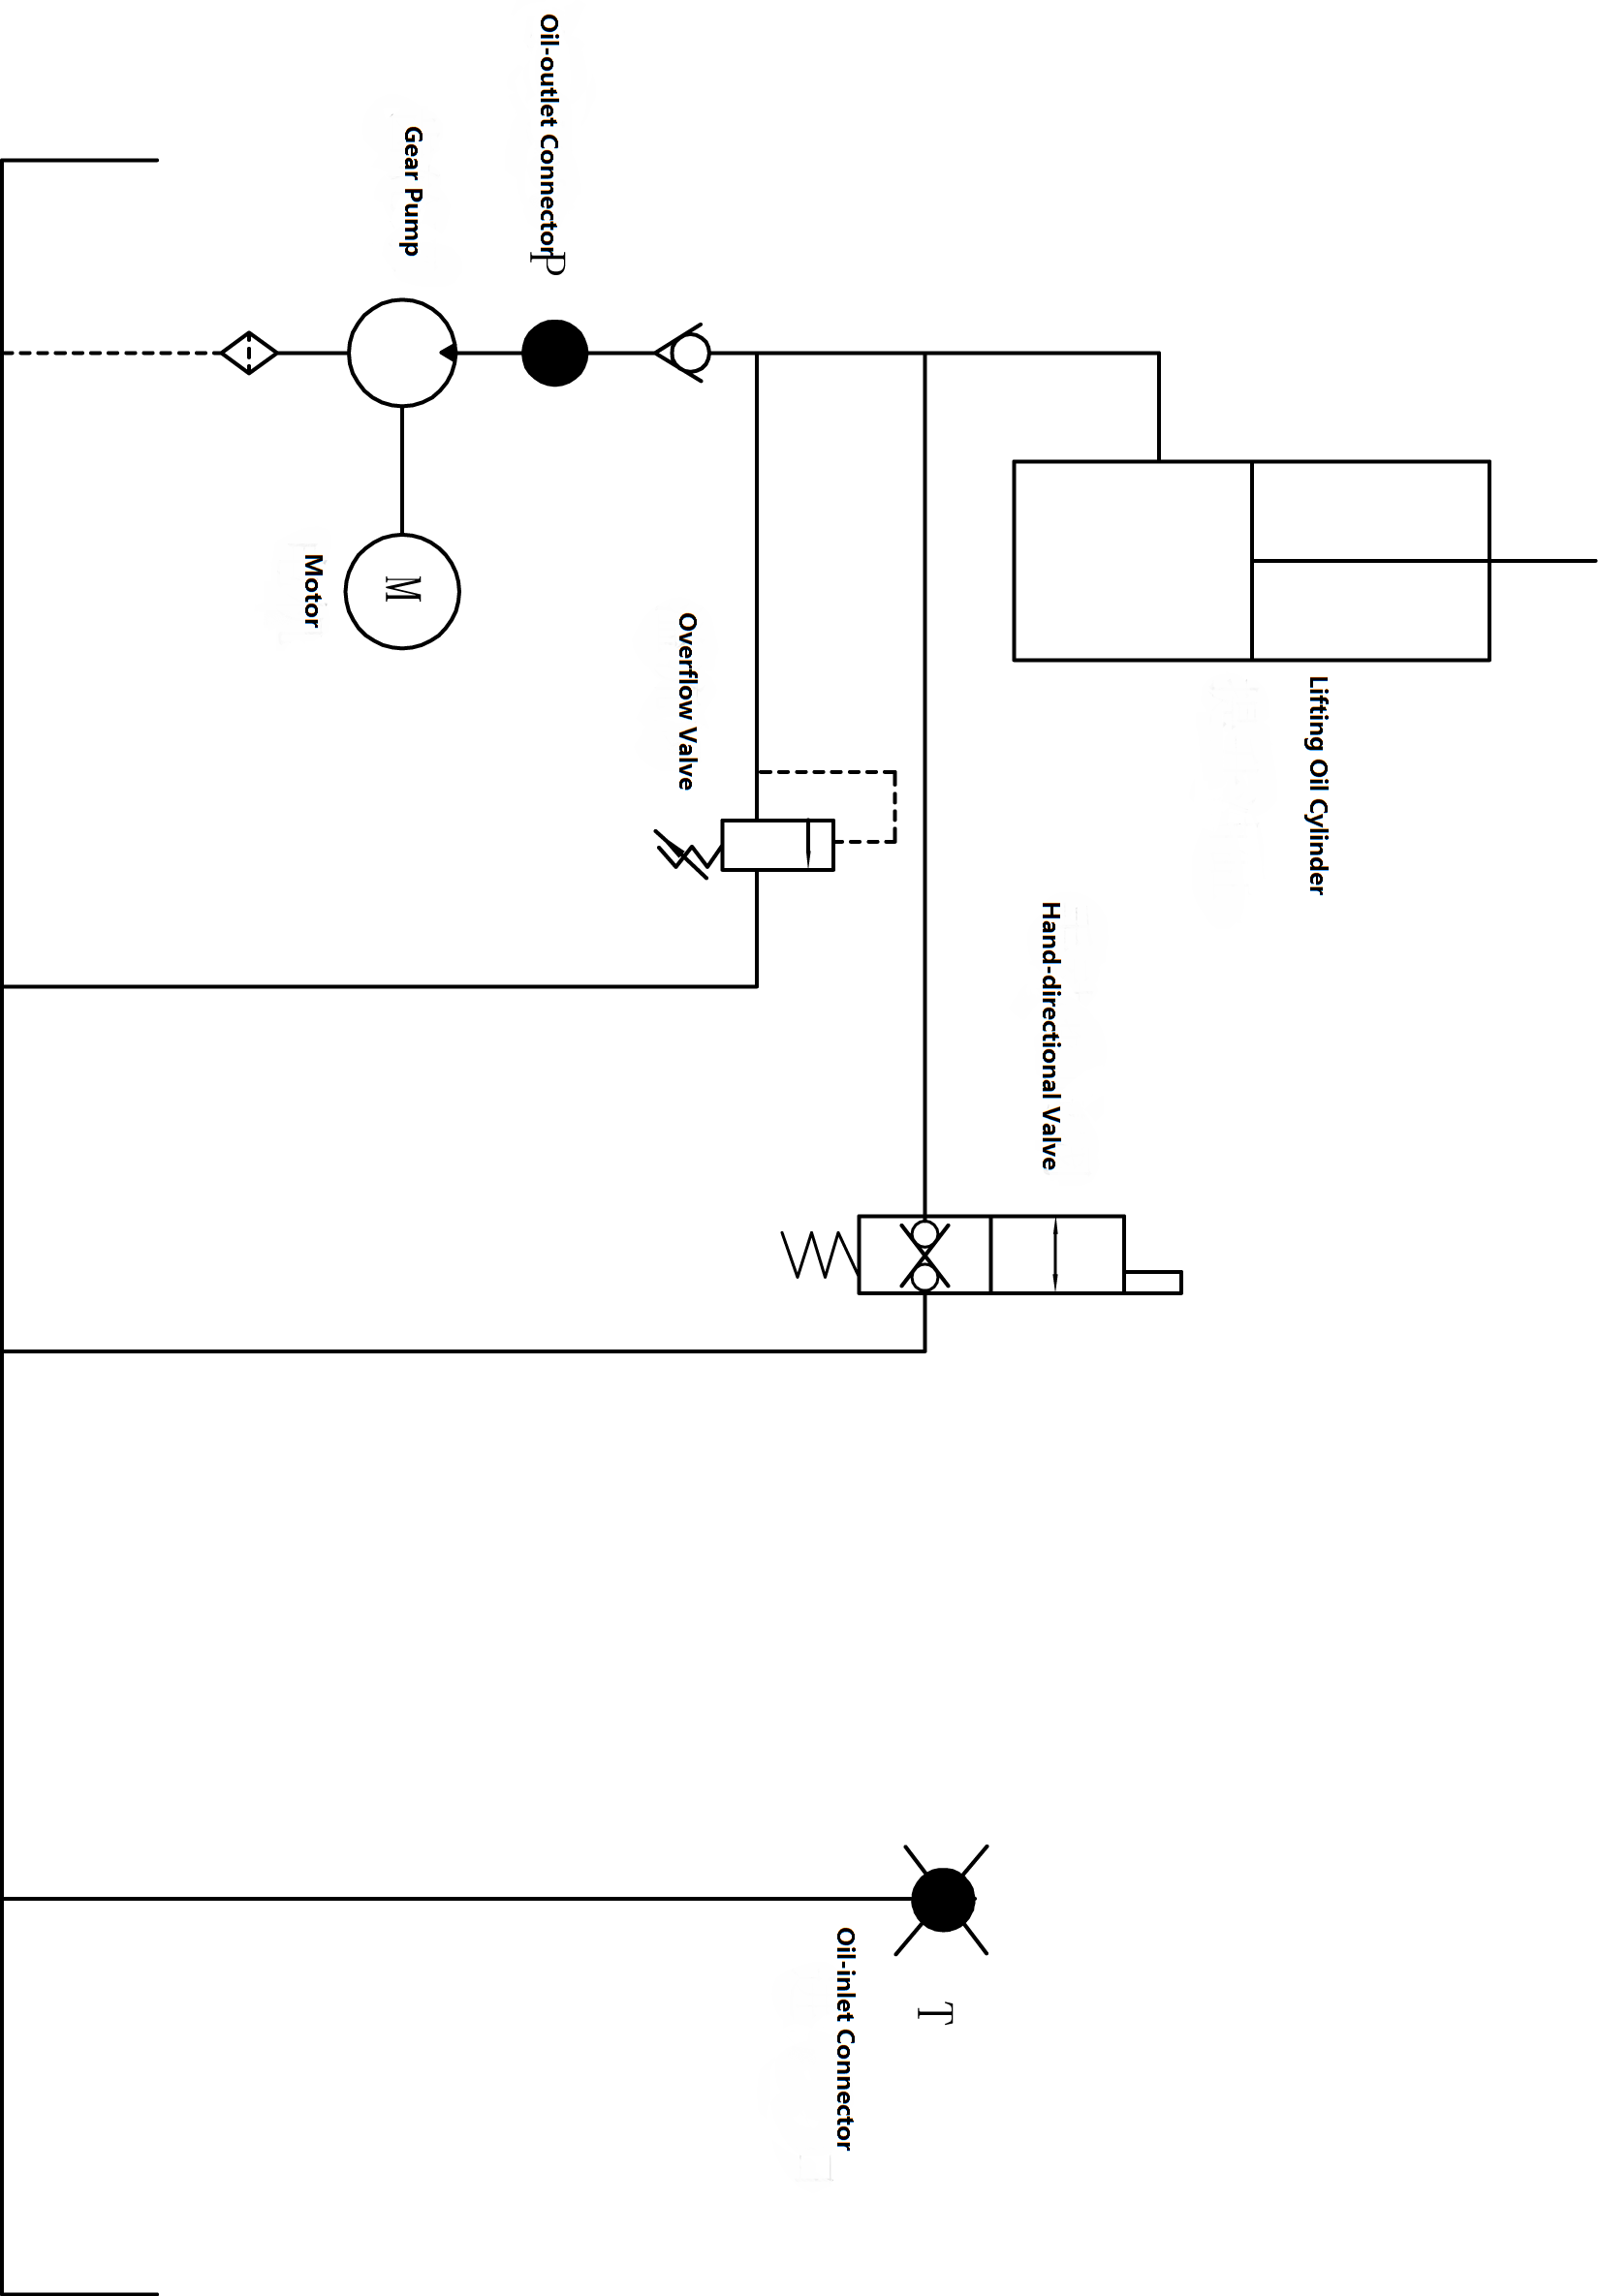 Oil-outlet Connector
P
Gear Pump
M
Motor
Overflow Valve
Lifting Oil Cylinder
Hand-directional Valve
Oil-inlet Connector
T